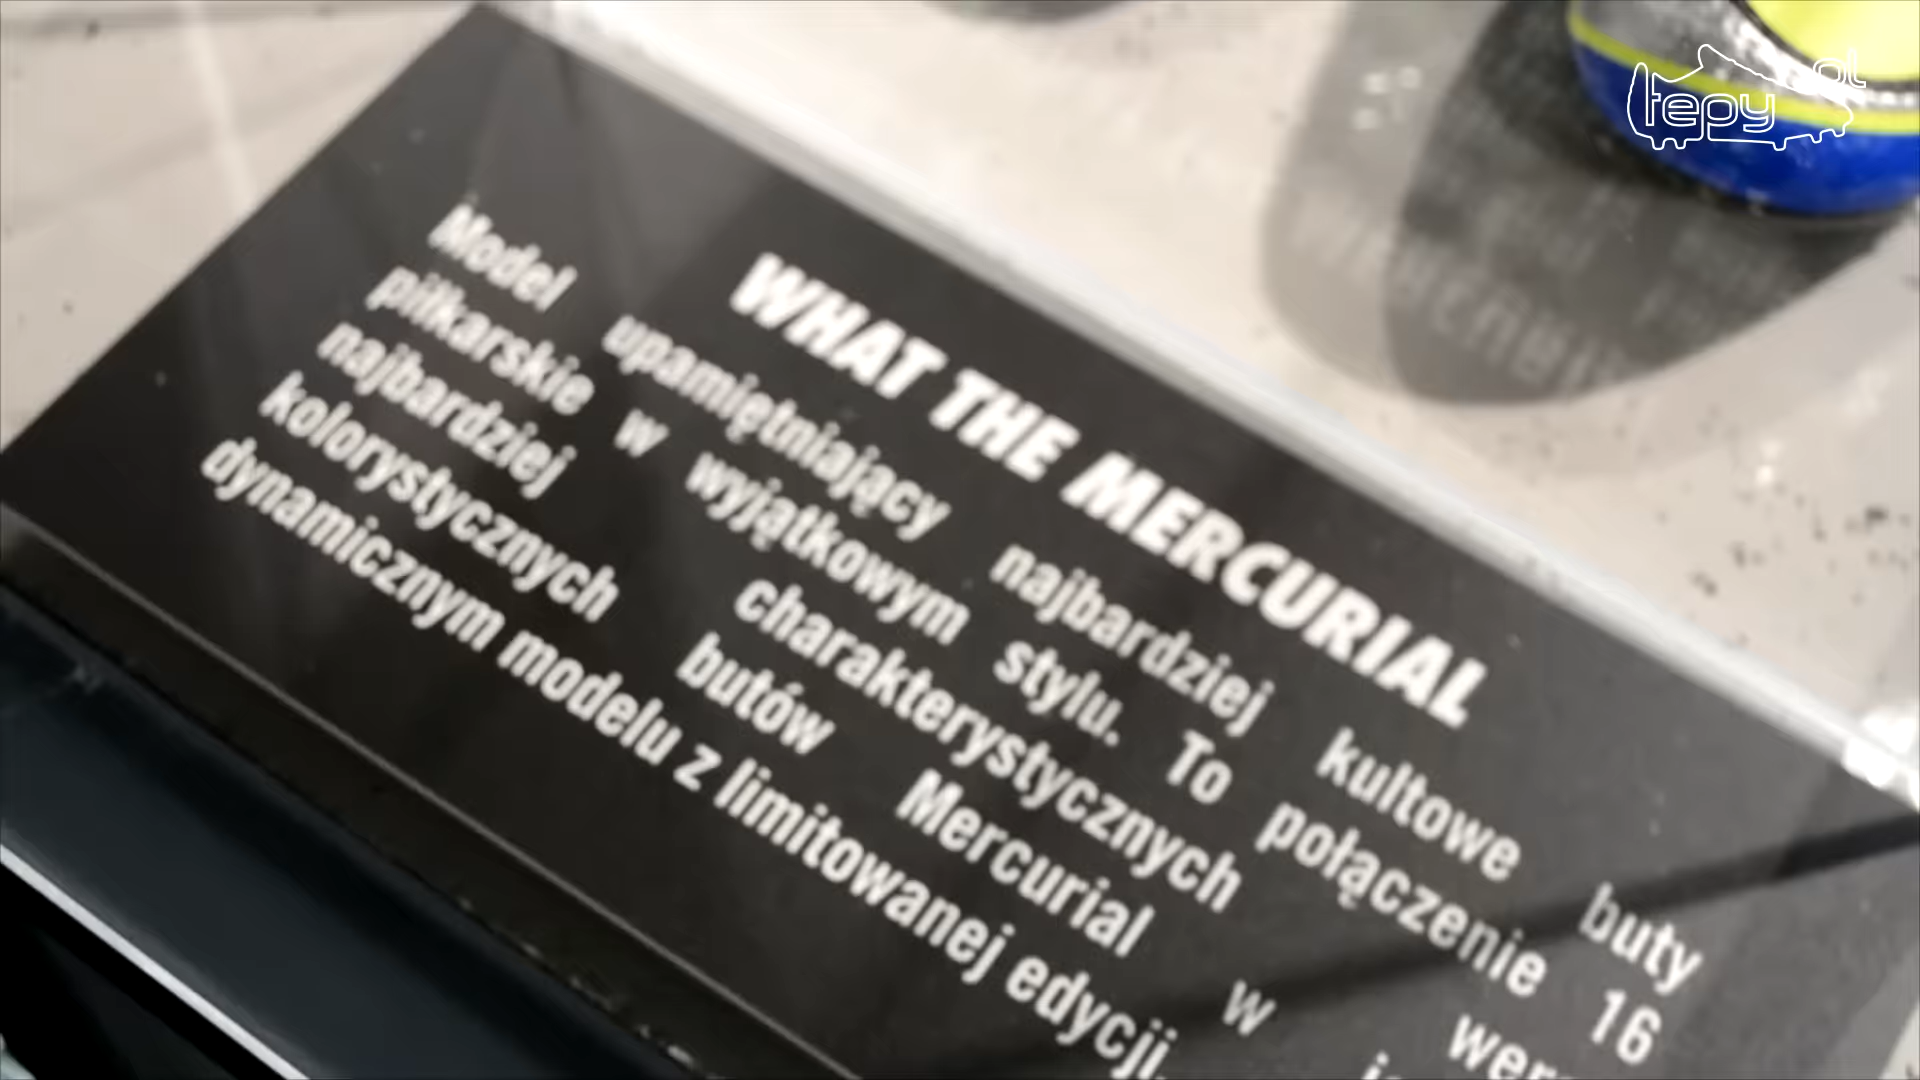 WHAT THE MERCURIAL
Model upamiętniający najbardziej kultowe buty
piłkarskie w wyjątkowym stylu. To połączenie 16
najbardziej charakterystycznych
kolorystycznych butów Mercurial w
dynamicznym modelu z limitowanej edycji.
tepy